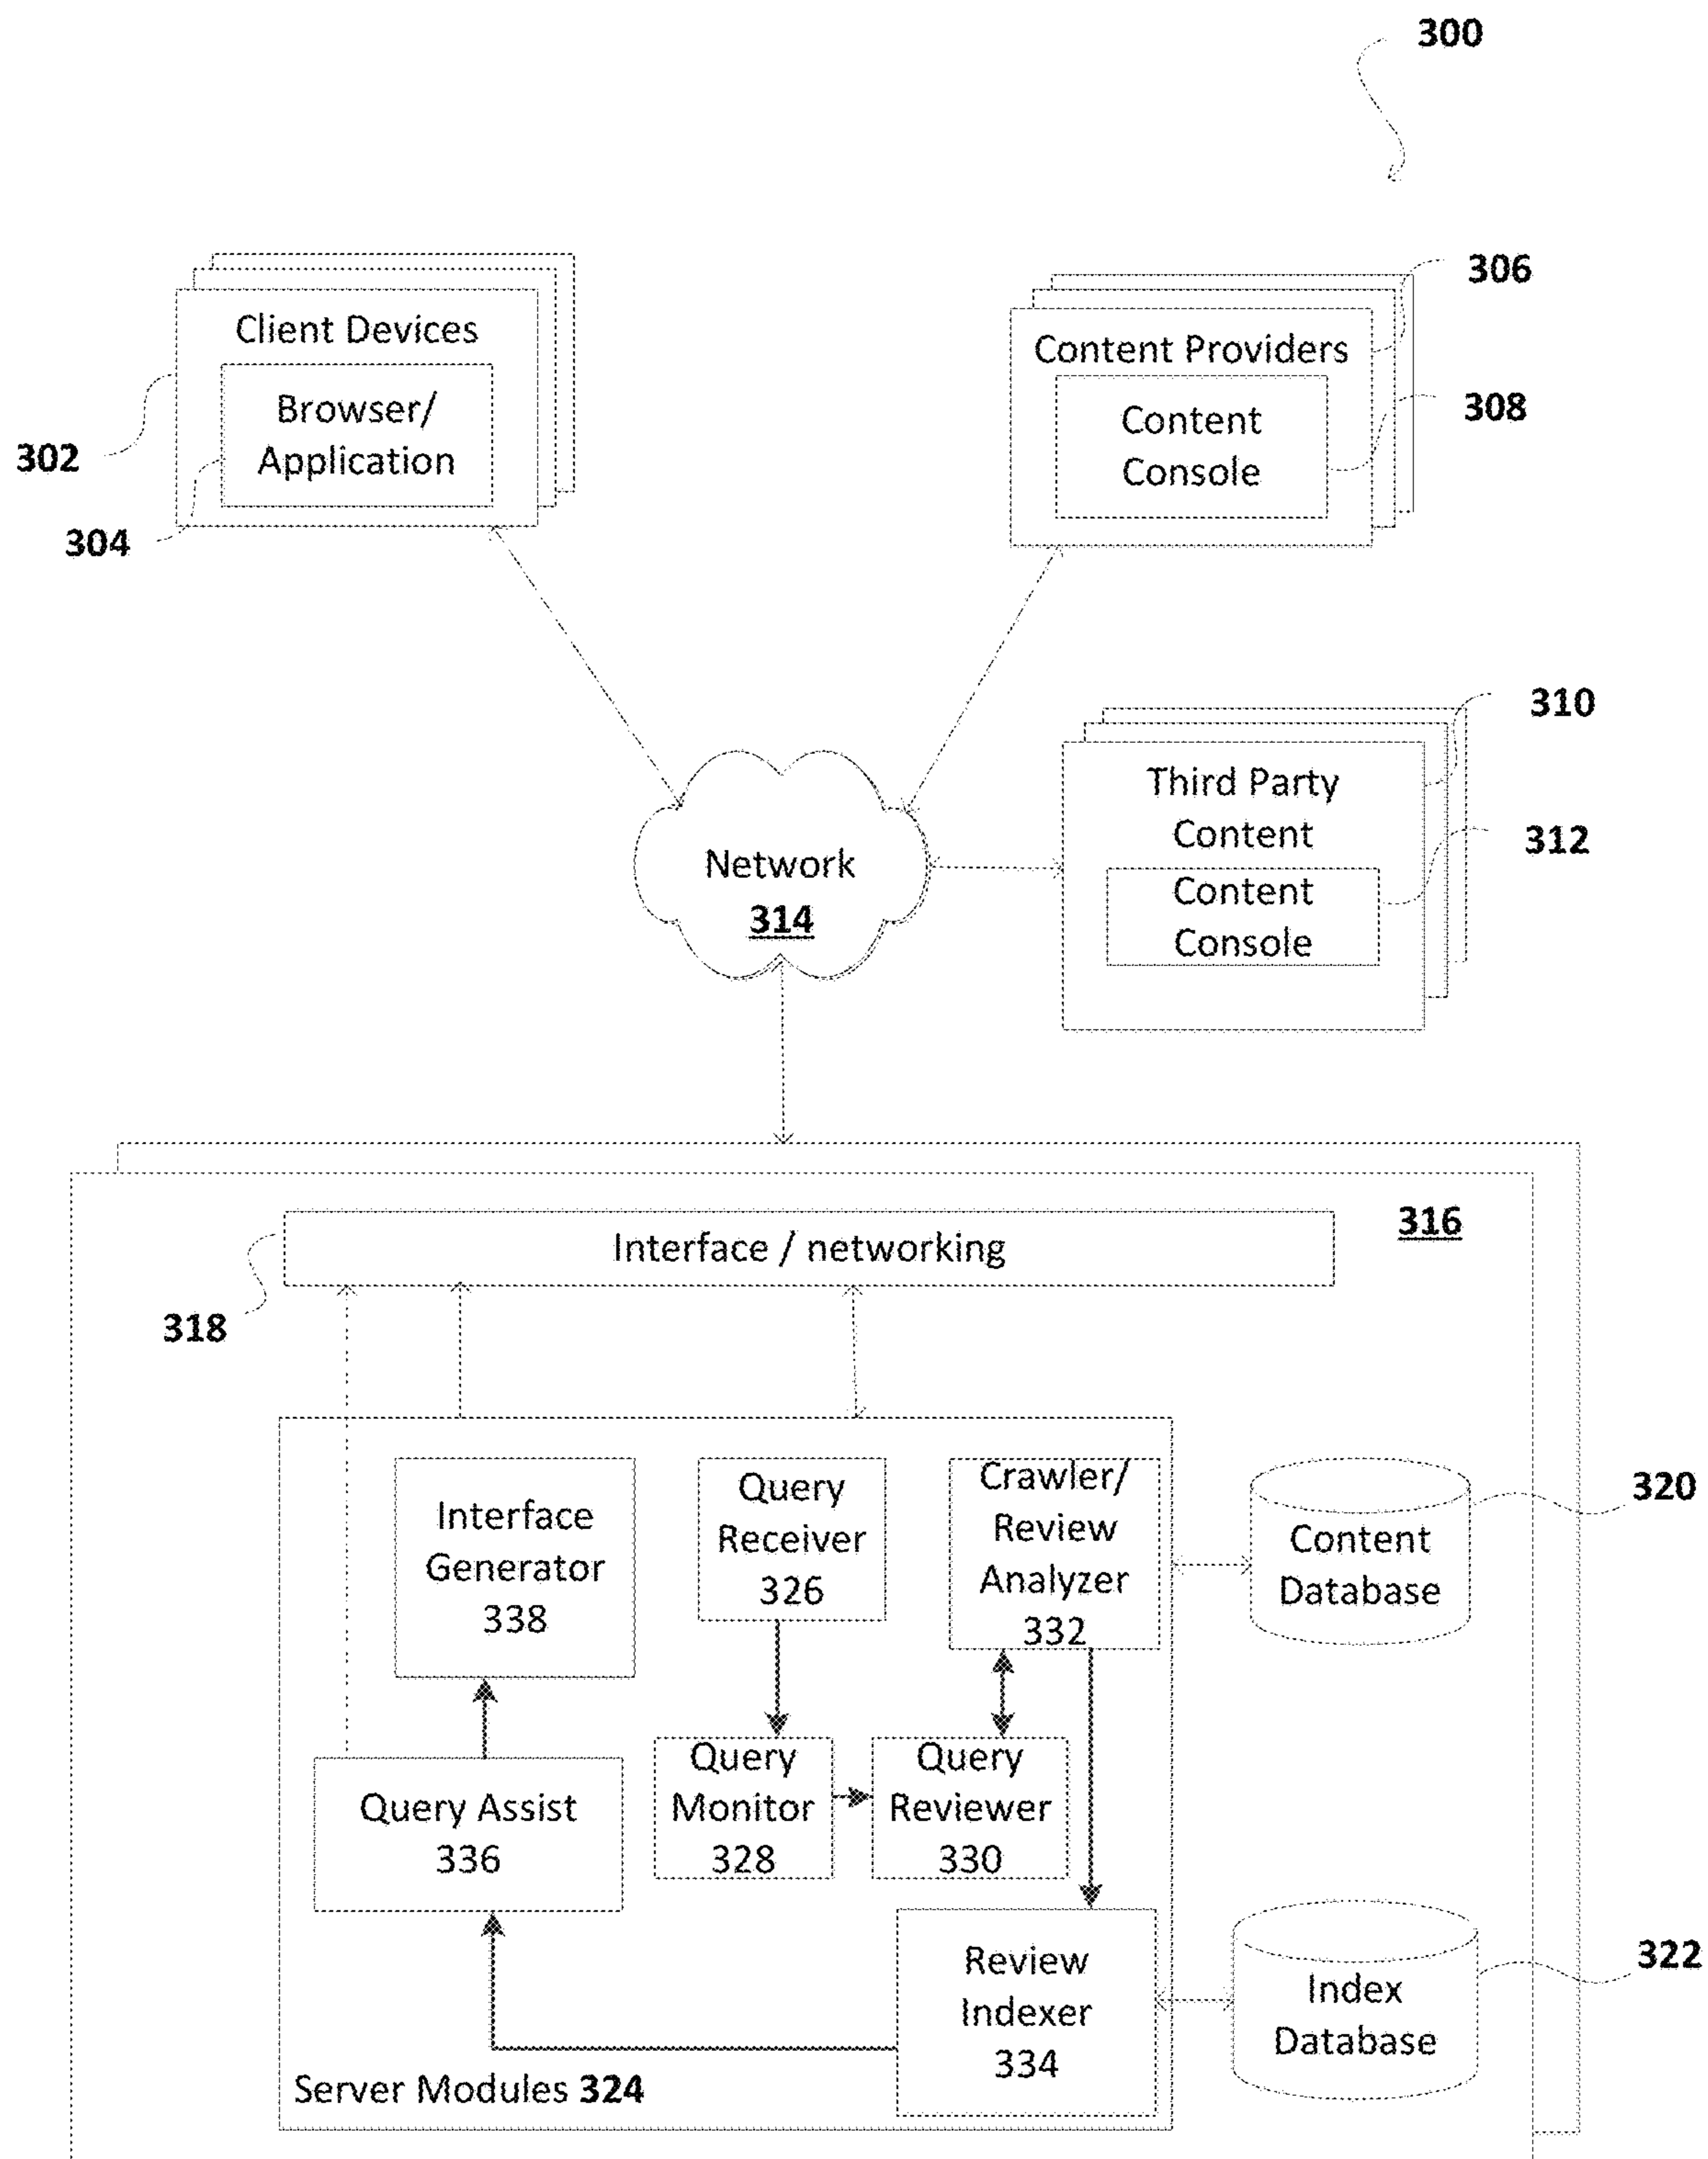 300
Client Devices
Browser/
Application
302
304
306
Content Providers
Content
Console
308
310
Third Party
Content
Content
Console
312
Network
314
316
Interface / networking
318
Interface
Generator
338
Query
Receiver
326
Crawler/
Review
Analyzer
332
Content
Database
320
Query Assist
336
Query
Monitor
328
Query
Reviewer
330
Review
Indexer
334
Index
Database
322
Server Modules 324